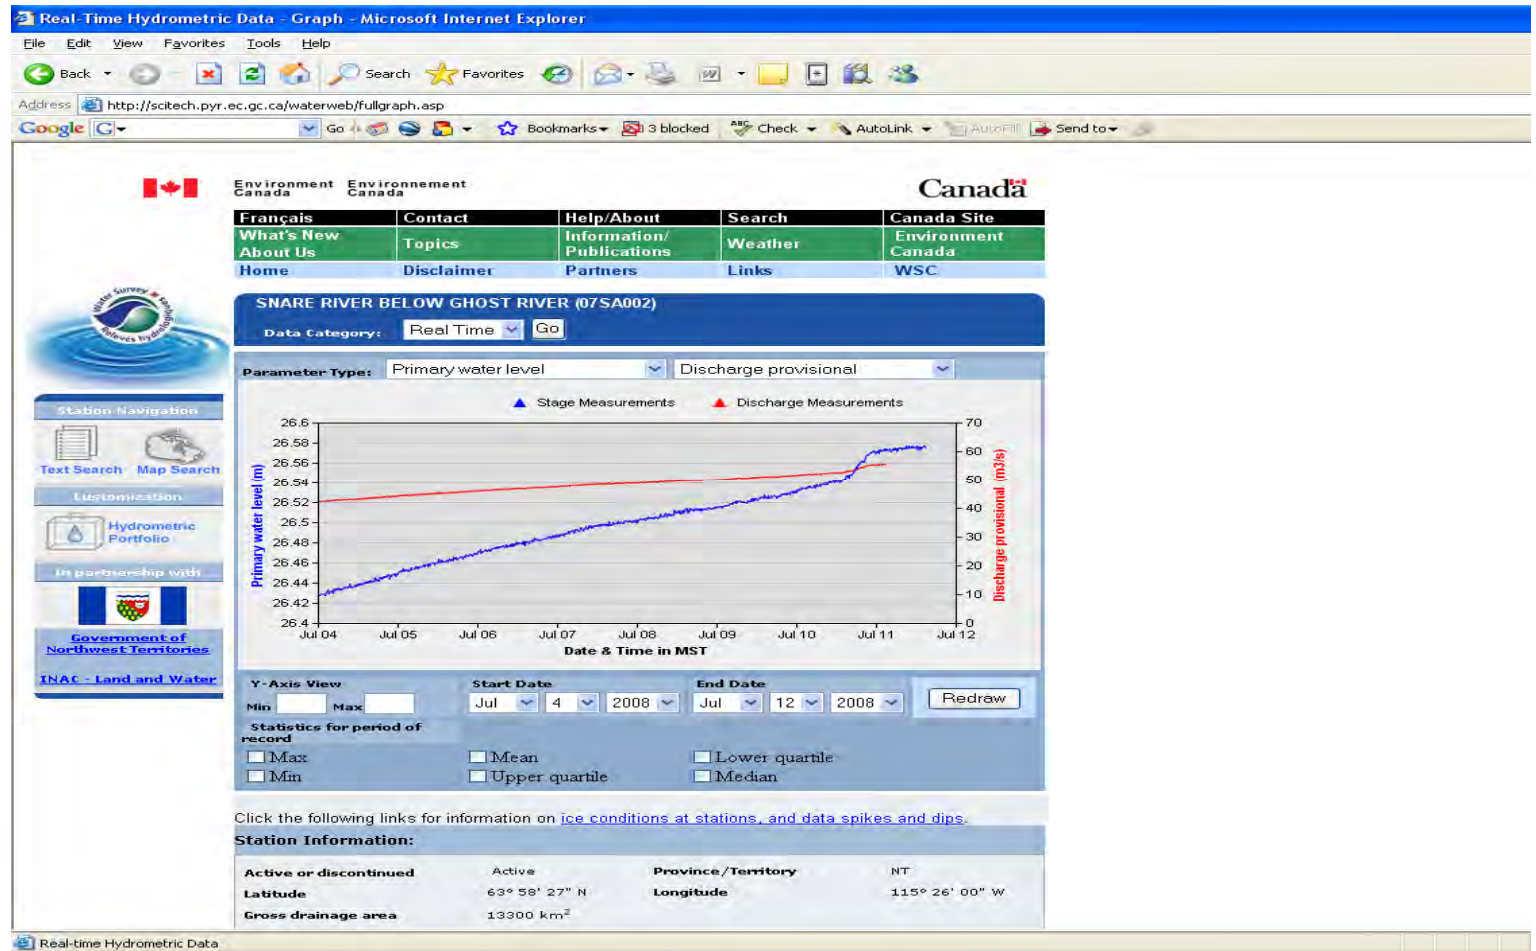 Real-Time Hydrometric Data - Graph - Microsoft Internet Explorer
File Edit View Favorites Tools Help
Back Search Favorites
Address http://scitech.pyr.ec.gc.ca/waterweb/fullgraph.asp
Google G Go Bookmarks 3 blocked ABC Check AutoLink AutoFill Send to
Environment Canada Environnement Canada Canada
Français Contact Help/About Search Canada Site
What's New About Us Topics Information/Publications Weather Environment Canada
Home Disclaimer Partners Links WSC
Water Survey
SNARE RIVER BELOW GHOST RIVER (07SA002)
Data Category: Real Time Go
Parameter Type: Primary water level Discharge provisional
Stage Measurements Discharge Measurements
Station Navigation
Text Search Map Search
Customization
Hydrometric Portfolio
In partnership with
Government of
Northwest Territories
INAC - Land and Water
Primary water level (m)
26.6
26.58
26.56
26.54
26.52
26.5
26.48
26.46
26.44
26.42
26.4
70
60
50
40
30
20
10
0
Discharge provisional (m3/s)
Jul 04 Jul 05 Jul 06 Jul 07 Jul 08 Jul 09 Jul 10 Jul 11 Jul 12
Date & Time in MST
Y-Axis View Start Date End Date
Min Max Jul 4 2008 Jul 12 2008 Redraw
Statistics for period of
record
Max Mean Lower quartile
Min Upper quartile Median
Click the following links for information on ice conditions at stations, and data spikes and dips.
Station Information:
Active or discontinued Active Province/Territory NT
Latitude 63° 58' 27" N Longitude 115° 26' 00" W
Gross drainage area 13300 km²
Real-time Hydrometric Data